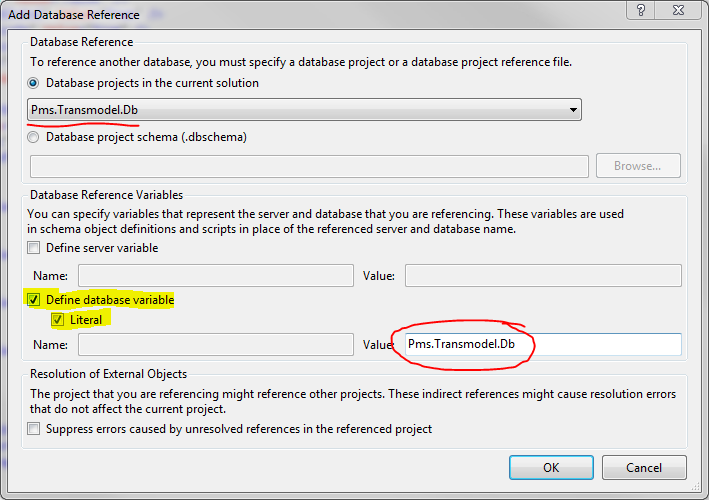 Add Database Reference
Database Reference
To reference another database, you must specify a database project or a database project reference file.
Database projects in the current solution
Pms.Transmodel.Db
Database project schema (.dbschema)
Browse...
Database Reference Variables
You can specify variables that represent the server and database that you are referencing. These variables are used
in schema object definitions and scripts in place of the referenced server and database name.
Define server variable
Name: Value:
Define database variable
Literal
Name: Value: Pms.Transmodel.Db
Resolution of External Objects
The project that you are referencing might reference other projects. These indirect references might cause resolution errors
that do not affect the current project.
Suppress errors caused by unresolved references in the referenced project
OK Cancel